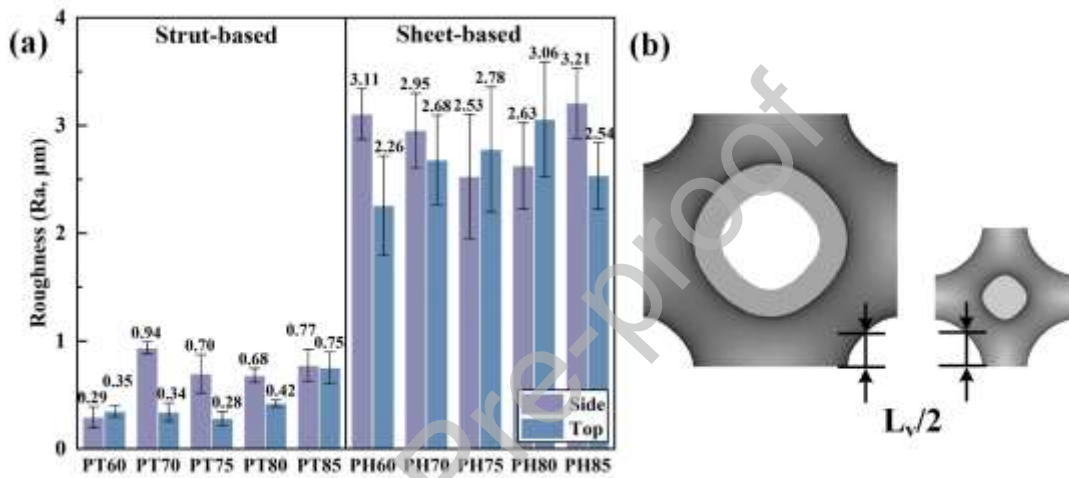 (a)
Strut-based
Sheet-based
Roughness (Ra, μm)
4
3
2
1
0
0.29
0.35
0.94
0.34
0.70
0.28
0.68
0.42
0.77
0.75
3.11
2.26
2.95
2.68
2.53
2.78
2.63
3.06
3.21
2.54
Side
Top
PT60 PT70 PT75 PT80 PT85 PH60 PH70 PH75 PH80 PH85
(b)
Lv/2
Pre-proof